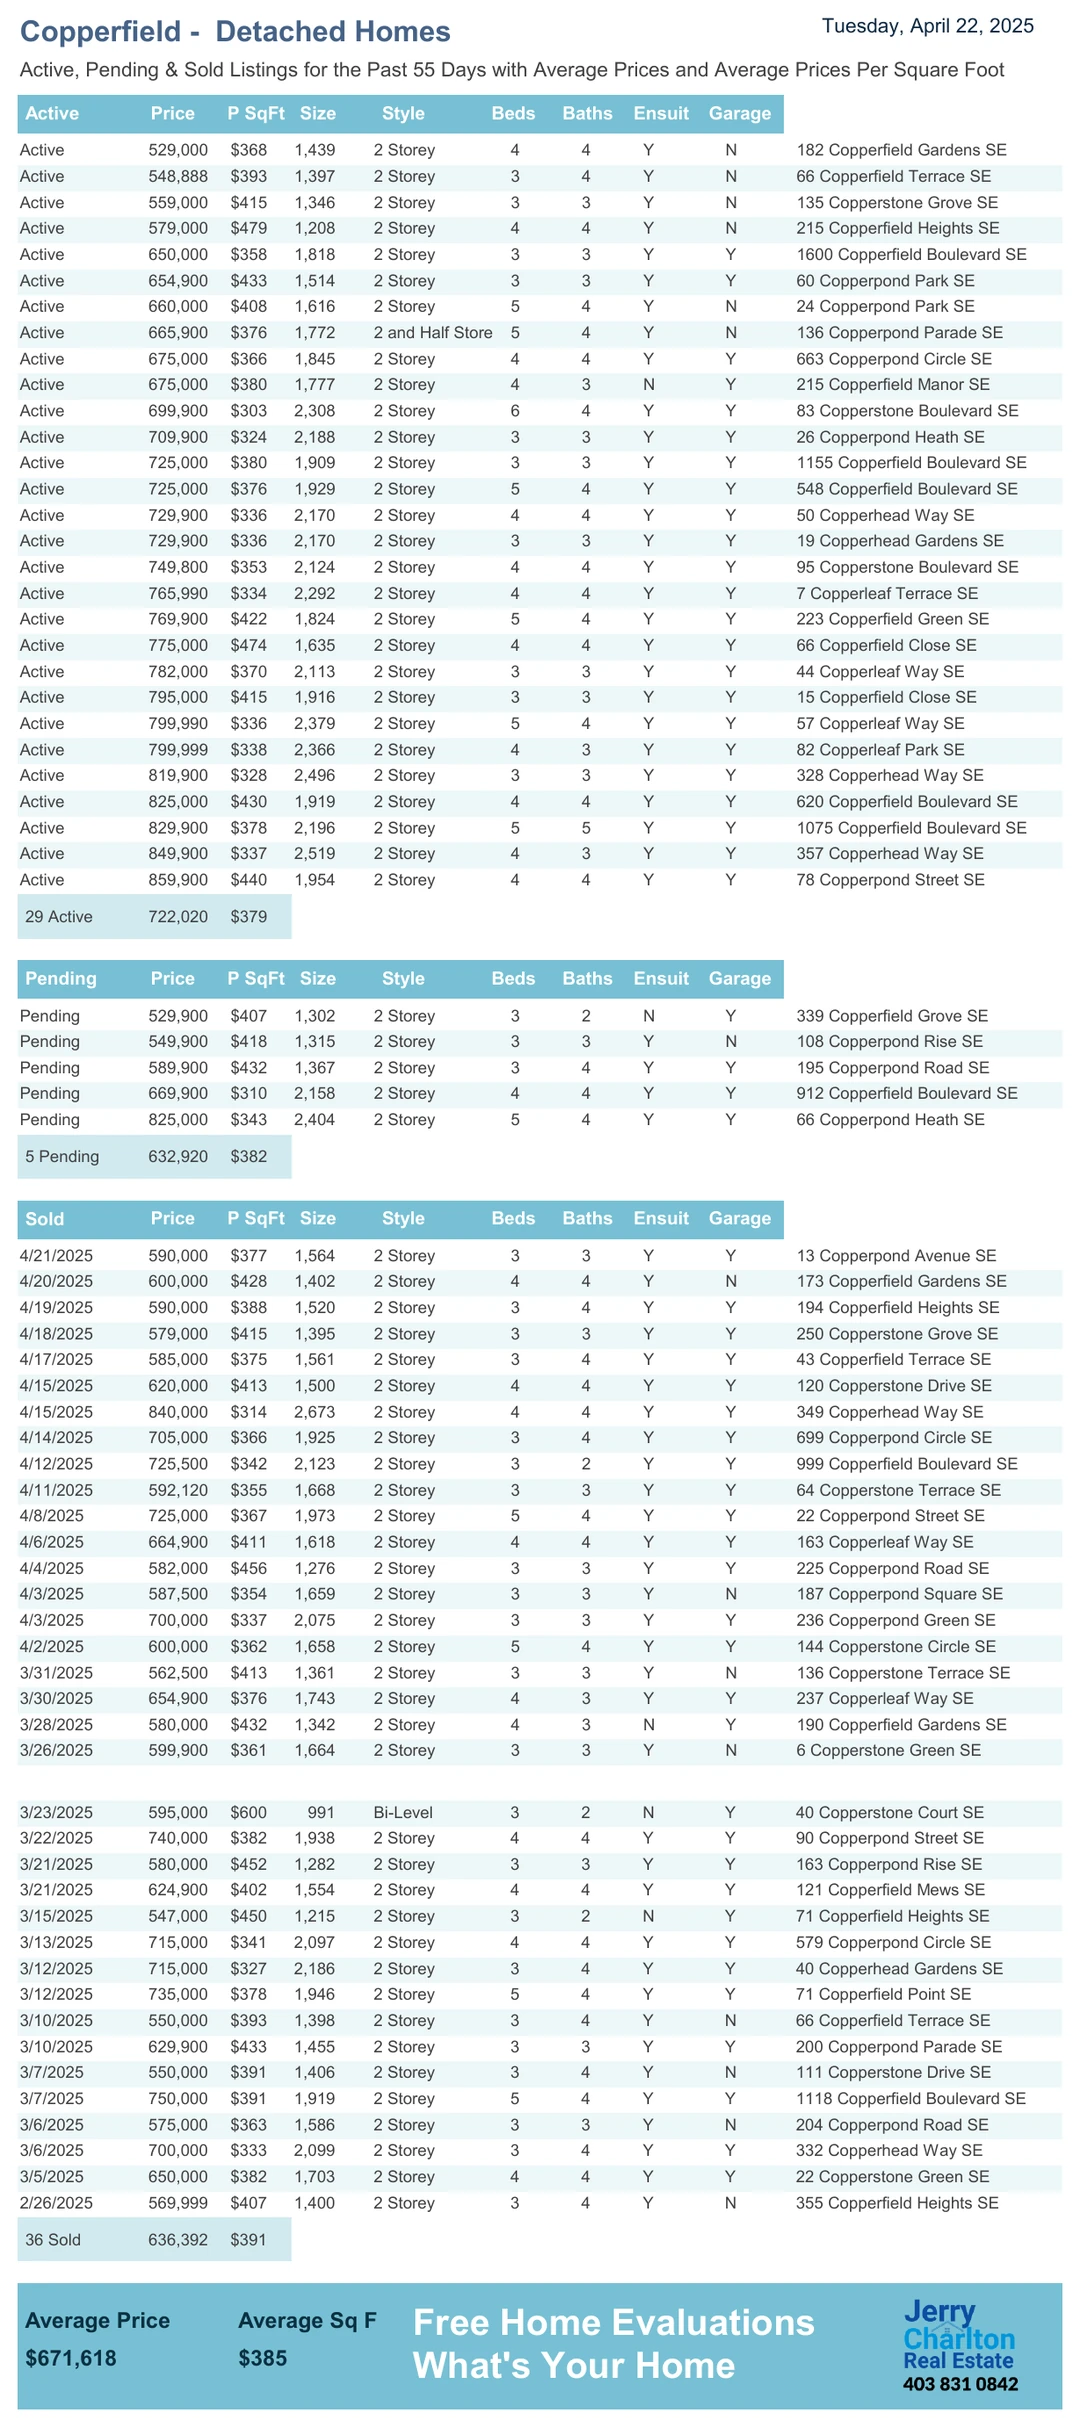 Copperfield - Detached Homes Tuesday, April 22, 2025
Active, Pending & Sold Listings for the Past 55 Days with Average Prices and Average Prices Per Square Foot
Active Price P SqFt Size Style Beds Baths Ensuit Garage
Active 529,000 $368 1,439 2 Storey 4 4 Y N 182 Copperfield Gardens SE
Active 548,888 $393 1,397 2 Storey 3 4 Y N 66 Copperfield Terrace SE
Active 559,000 $415 1,346 2 Storey 3 3 Y N 135 Copperstone Grove SE
Active 579,000 $479 1,208 2 Storey 4 4 Y N 215 Copperfield Heights SE
Active 650,000 $358 1,818 2 Storey 3 3 Y Y 1600 Copperfield Boulevard SE
Active 654,900 $433 1,514 2 Storey 3 3 Y Y 60 Copperpond Park SE
Active 660,000 $408 1,616 2 Storey 5 4 Y N 24 Copperpond Park SE
Active 665,900 $376 1,772 2 and Half Store 5 4 Y N 136 Copperpond Parade SE
Active 675,000 $366 1,845 2 Storey 4 4 Y Y 663 Copperpond Circle SE
Active 675,000 $380 1,777 2 Storey 4 3 N Y 215 Copperfield Manor SE
Active 699,900 $303 2,308 2 Storey 6 4 Y Y 83 Copperstone Boulevard SE
Active 709,900 $324 2,188 2 Storey 3 3 Y Y 26 Copperpond Heath SE
Active 725,000 $380 1,909 2 Storey 3 3 Y Y 1155 Copperfield Boulevard SE
Active 725,000 $376 1,929 2 Storey 5 4 Y Y 548 Copperfield Boulevard SE
Active 729,900 $336 2,170 2 Storey 4 4 Y Y 50 Copperhead Way SE
Active 729,900 $336 2,170 2 Storey 3 3 Y Y 19 Copperhead Gardens SE
Active 749,800 $353 2,124 2 Storey 4 4 Y Y 95 Copperstone Boulevard SE
Active 765,990 $334 2,292 2 Storey 4 4 Y Y 7 Copperleaf Terrace SE
Active 769,900 $422 1,824 2 Storey 5 4 Y Y 223 Copperfield Green SE
Active 775,000 $474 1,635 2 Storey 4 4 Y Y 66 Copperfield Close SE
Active 782,000 $370 2,113 2 Storey 3 3 Y Y 44 Copperleaf Way SE
Active 795,000 $415 1,916 2 Storey 3 3 Y Y 15 Copperfield Close SE
Active 799,990 $336 2,379 2 Storey 5 4 Y Y 57 Copperleaf Way SE
Active 799,999 $338 2,366 2 Storey 4 3 Y Y 82 Copperleaf Park SE
Active 819,900 $328 2,496 2 Storey 3 3 Y Y 328 Copperhead Way SE
Active 825,000 $430 1,919 2 Storey 4 4 Y Y 620 Copperfield Boulevard SE
Active 829,900 $378 2,196 2 Storey 5 5 Y Y 1075 Copperfield Boulevard SE
Active 849,900 $337 2,519 2 Storey 4 3 Y Y 357 Copperhead Way SE
Active 859,900 $440 1,954 2 Storey 4 4 Y Y 78 Copperpond Street SE
29 Active 722,020 $379
Pending Price P SqFt Size Style Beds Baths Ensuit Garage
Pending 529,900 $407 1,302 2 Storey 3 2 N Y 339 Copperfield Grove SE
Pending 549,900 $418 1,315 2 Storey 3 3 Y N 108 Copperpond Rise SE
Pending 589,900 $432 1,367 2 Storey 3 4 Y Y 195 Copperpond Road SE
Pending 669,900 $310 2,158 2 Storey 4 4 Y Y 912 Copperfield Boulevard SE
Pending 825,000 $343 2,404 2 Storey 5 4 Y Y 66 Copperpond Heath SE
5 Pending 632,920 $382
Sold Price P SqFt Size Style Beds Baths Ensuit Garage
4/21/2025 590,000 $377 1,564 2 Storey 3 3 Y Y 13 Copperpond Avenue SE
4/20/2025 600,000 $428 1,402 2 Storey 4 4 Y N 173 Copperfield Gardens SE
4/19/2025 590,000 $388 1,520 2 Storey 3 4 Y Y 194 Copperfield Heights SE
4/18/2025 579,000 $415 1,395 2 Storey 3 3 Y Y 250 Copperstone Grove SE
4/17/2025 585,000 $375 1,561 2 Storey 3 4 Y Y 43 Copperfield Terrace SE
4/15/2025 620,000 $413 1,500 2 Storey 4 4 Y Y 120 Copperstone Drive SE
4/15/2025 840,000 $314 2,673 2 Storey 4 4 Y Y 349 Copperhead Way SE
4/14/2025 705,000 $366 1,925 2 Storey 3 4 Y Y 699 Copperpond Circle SE
4/12/2025 725,500 $342 2,123 2 Storey 3 2 Y Y 999 Copperfield Boulevard SE
4/11/2025 592,120 $355 1,668 2 Storey 3 3 Y Y 64 Copperstone Terrace SE
4/8/2025 725,000 $367 1,973 2 Storey 5 4 Y Y 22 Copperpond Street SE
4/6/2025 664,900 $411 1,618 2 Storey 4 4 Y Y 163 Copperleaf Way SE
4/4/2025 582,000 $456 1,276 2 Storey 3 3 Y Y 225 Copperpond Road SE
4/3/2025 587,500 $354 1,659 2 Storey 3 3 Y N 187 Copperpond Square SE
4/3/2025 700,000 $337 2,075 2 Storey 3 3 Y Y 236 Copperpond Green SE
4/2/2025 600,000 $362 1,658 2 Storey 5 4 Y Y 144 Copperstone Circle SE
3/31/2025 562,500 $413 1,361 2 Storey 3 3 Y N 136 Copperstone Terrace SE
3/30/2025 654,900 $376 1,743 2 Storey 4 3 Y Y 237 Copperleaf Way SE
3/28/2025 580,000 $432 1,342 2 Storey 4 3 N Y 190 Copperfield Gardens SE
3/26/2025 599,900 $361 1,664 2 Storey 3 3 Y N 6 Copperstone Green SE
3/23/2025 595,000 $600 991 Bi-Level 3 2 N Y 40 Copperstone Court SE
3/22/2025 740,000 $382 1,938 2 Storey 4 4 Y Y 90 Copperpond Street SE
3/21/2025 580,000 $452 1,282 2 Storey 3 3 Y Y 163 Copperpond Rise SE
3/21/2025 624,900 $402 1,554 2 Storey 4 4 Y Y 121 Copperfield Mews SE
3/15/2025 547,000 $450 1,215 2 Storey 3 2 N Y 71 Copperfield Heights SE
3/13/2025 715,000 $341 2,097 2 Storey 4 4 Y Y 579 Copperpond Circle SE
3/12/2025 715,000 $327 2,186 2 Storey 3 4 Y Y 40 Copperhead Gardens SE
3/12/2025 735,000 $378 1,946 2 Storey 5 4 Y Y 71 Copperfield Point SE
3/10/2025 550,000 $393 1,398 2 Storey 3 4 Y N 66 Copperfield Terrace SE
3/10/2025 629,900 $433 1,455 2 Storey 3 3 Y Y 200 Copperpond Parade SE
3/7/2025 550,000 $391 1,406 2 Storey 3 4 Y N 111 Copperstone Drive SE
3/7/2025 750,000 $391 1,919 2 Storey 5 4 Y Y 1118 Copperfield Boulevard SE
3/6/2025 575,000 $363 1,586 2 Storey 3 3 Y N 204 Copperpond Road SE
3/6/2025 700,000 $333 2,099 2 Storey 3 4 Y Y 332 Copperhead Way SE
3/5/2025 650,000 $382 1,703 2 Storey 4 4 Y Y 22 Copperstone Green SE
2/26/2025 569,999 $407 1,400 2 Storey 3 4 Y N 355 Copperfield Heights SE
36 Sold 636,392 $391
Average Price Average Sq F
$671,618 $385
Free Home Evaluations
What's Your Home
Jerry
Charlton
Real Estate
403 831 0842